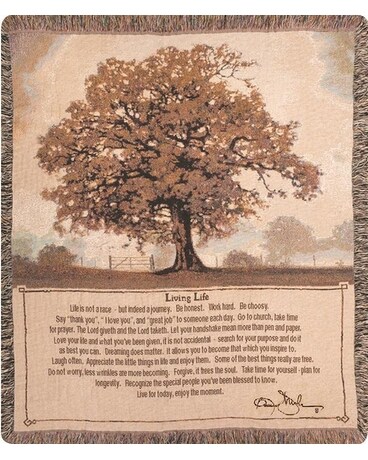 Living Life
Life is not a race - but indeed a journey. Be honest. Work hard. Be choosy.
Say "thank you", "I love you", and "great job" to someone each day. Go to church, take time
for prayer. The Lord giveth and the Lord taketh. Let your handshake mean more than pen and paper.
Love your life and what you've been given, it is not accidental - search for your purpose and do it
as best you can. Dreaming does matter. It allows you to become that which you inspire to.
Laugh often. Appreciate the little things in life and enjoy them. Some of the best things really are free.
Do not worry, less wrinkles are more becoming. Forgive, it frees the soul. Take time for yourself - plan for
longevity. Recognize the special people you've been blessed to know.
Live for today, enjoy the moment.